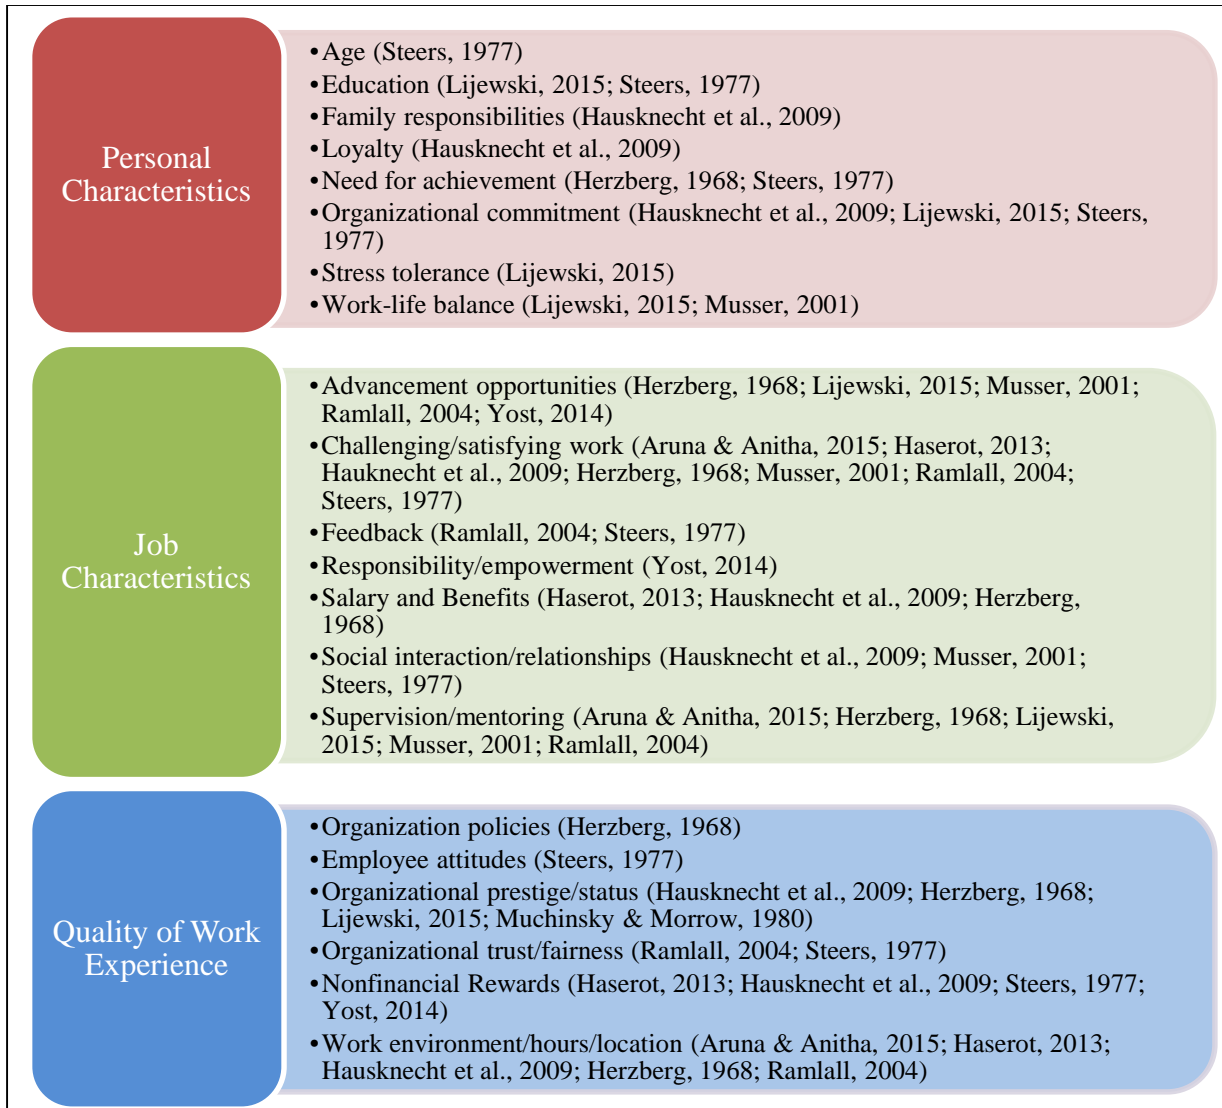 Personal
Characteristics
•Age (Steers, 1977)
•Education (Lijewski, 2015; Steers, 1977)
•Family responsibilities (Hausknecht et al., 2009)
•Loyalty (Hausknecht et al., 2009)
•Need for achievement (Herzberg, 1968; Steers, 1977)
•Organizational commitment (Hausknecht et al., 2009; Lijewski, 2015; Steers,
1977)
•Stress tolerance (Lijewski, 2015)
•Work-life balance (Lijewski, 2015; Musser, 2001)
Job
Characteristics
•Advancement opportunities (Herzberg, 1968; Lijewski, 2015; Musser, 2001;
Ramlall, 2004; Yost, 2014)
•Challenging/satisfying work (Aruna & Anitha, 2015; Haserot, 2013;
Hauknecht et al., 2009; Herzberg, 1968; Musser, 2001; Ramlall, 2004;
Steers, 1977)
•Feedback (Ramlall, 2004; Steers, 1977)
•Responsibility/empowerment (Yost, 2014)
•Salary and Benefits (Haserot, 2013; Hausknecht et al., 2009; Herzberg,
1968)
•Social interaction/relationships (Hausknecht et al., 2009; Musser, 2001;
Steers, 1977)
•Supervision/mentoring (Aruna & Anitha, 2015; Herzberg, 1968; Lijewski,
2015; Musser, 2001; Ramlall, 2004)
Quality of Work
Experience
•Organization policies (Herzberg, 1968)
•Employee attitudes (Steers, 1977)
•Organizational prestige/status (Hausknecht et al., 2009; Herzberg, 1968;
Lijewski, 2015; Muchinsky & Morrow, 1980)
•Organizational trust/fairness (Ramlall, 2004; Steers, 1977)
•Nonfinancial Rewards (Haserot, 2013; Hausknecht et al., 2009; Steers, 1977;
Yost, 2014)
•Work environment/hours/location (Aruna & Anitha, 2015; Haserot, 2013;
Hausknecht et al., 2009; Herzberg, 1968; Ramlall, 2004)